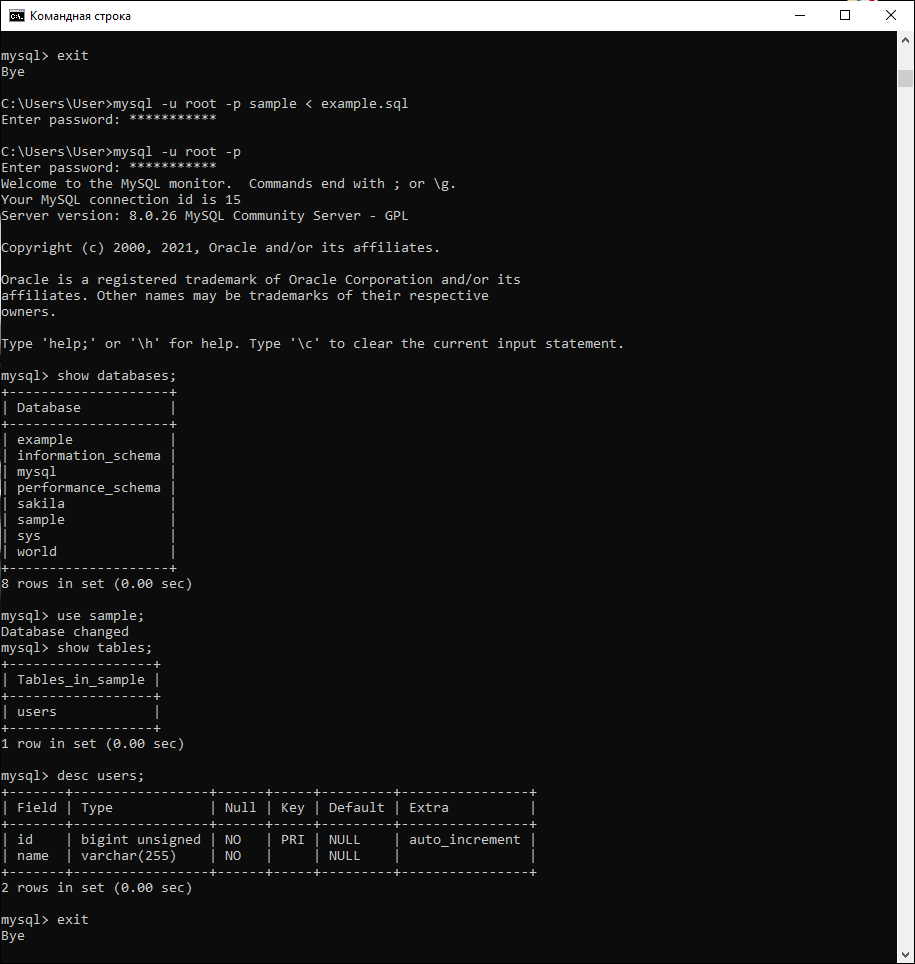 Командная строка
mysql> exit
Bye
C:\Users\User>mysql -u root -p sample < example.sql
Enter password: ***********
C:\Users\User>mysql -u root -p
Enter password: ***********
Welcome to the MySQL monitor.  Commands end with ; or \g.
Your MySQL connection id is 15
Server version: 8.0.26 MySQL Community Server - GPL
Copyright (c) 2000, 2021, Oracle and/or its affiliates.
Oracle is a registered trademark of Oracle Corporation and/or its
affiliates. Other names may be trademarks of their respective
owners.
Type 'help;' or '\h' for help. Type '\c' to clear the current input statement.
mysql> show databases;
+--------------------+
| Database           |
+--------------------+
| example            |
| information_schema |
| mysql              |
| performance_schema |
| sakila             |
| sample             |
| sys                |
| world              |
+--------------------+
8 rows in set (0.00 sec)
mysql> use sample;
Database changed
mysql> show tables;
+------------------+
| Tables_in_sample |
+------------------+
| users            |
+------------------+
1 row in set (0.00 sec)
mysql> desc users;
+-------+-----------------+------+-----+---------+----------------+
| Field | Type            | Null | Key | Default | Extra          |
+-------+-----------------+------+-----+---------+----------------+
| id    | bigint unsigned | NO   | PRI | NULL    | auto_increment |
| name  | varchar(255)    | NO   |     | NULL    |                |
+-------+-----------------+------+-----+---------+----------------+
2 rows in set (0.00 sec)
mysql> exit
Bye